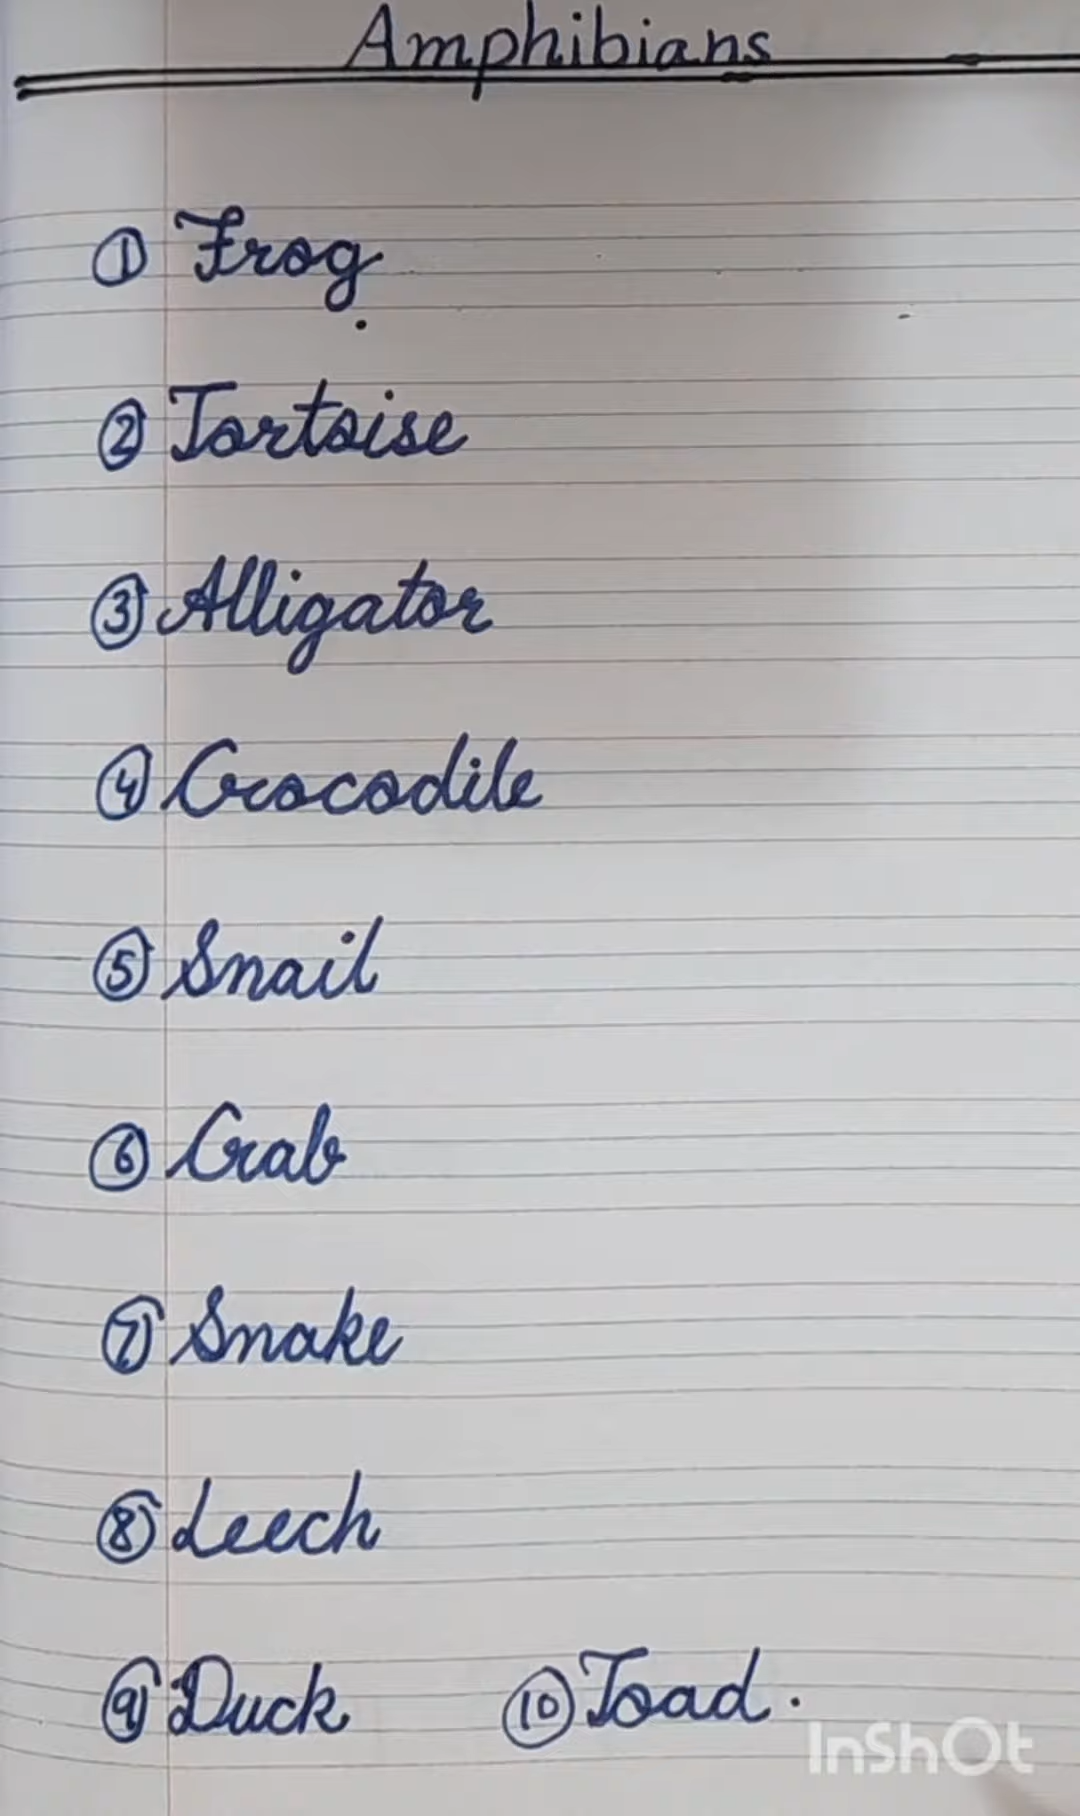 Amphibians
① Frog
② Tortoise
③ Alligator
④ Crocodile
⑤ Snail
⑥ Crab
⑦ Snake
⑧ Leech
⑨ Duck ⑩ Toad.
InShOt